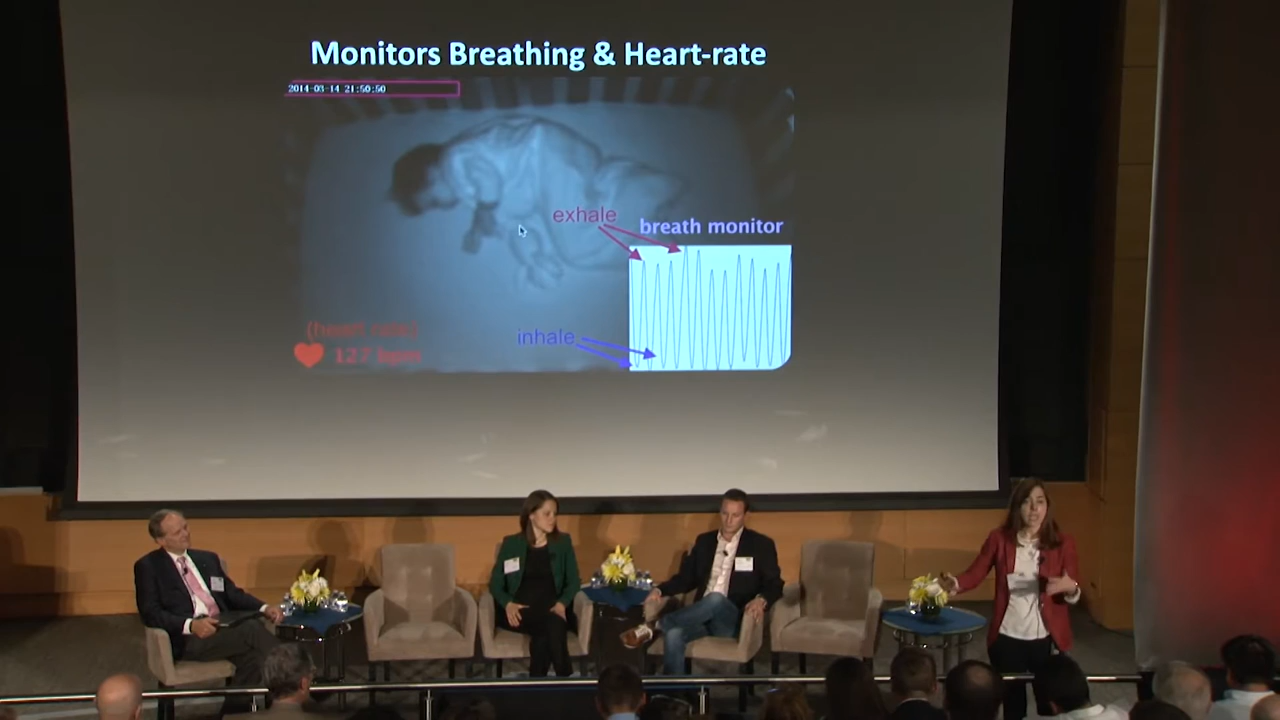 Monitors Breathing & Heart-rate
2014-03-14 21:50:50
exhale
breath monitor
inhale
(heart rate)
127 bpm